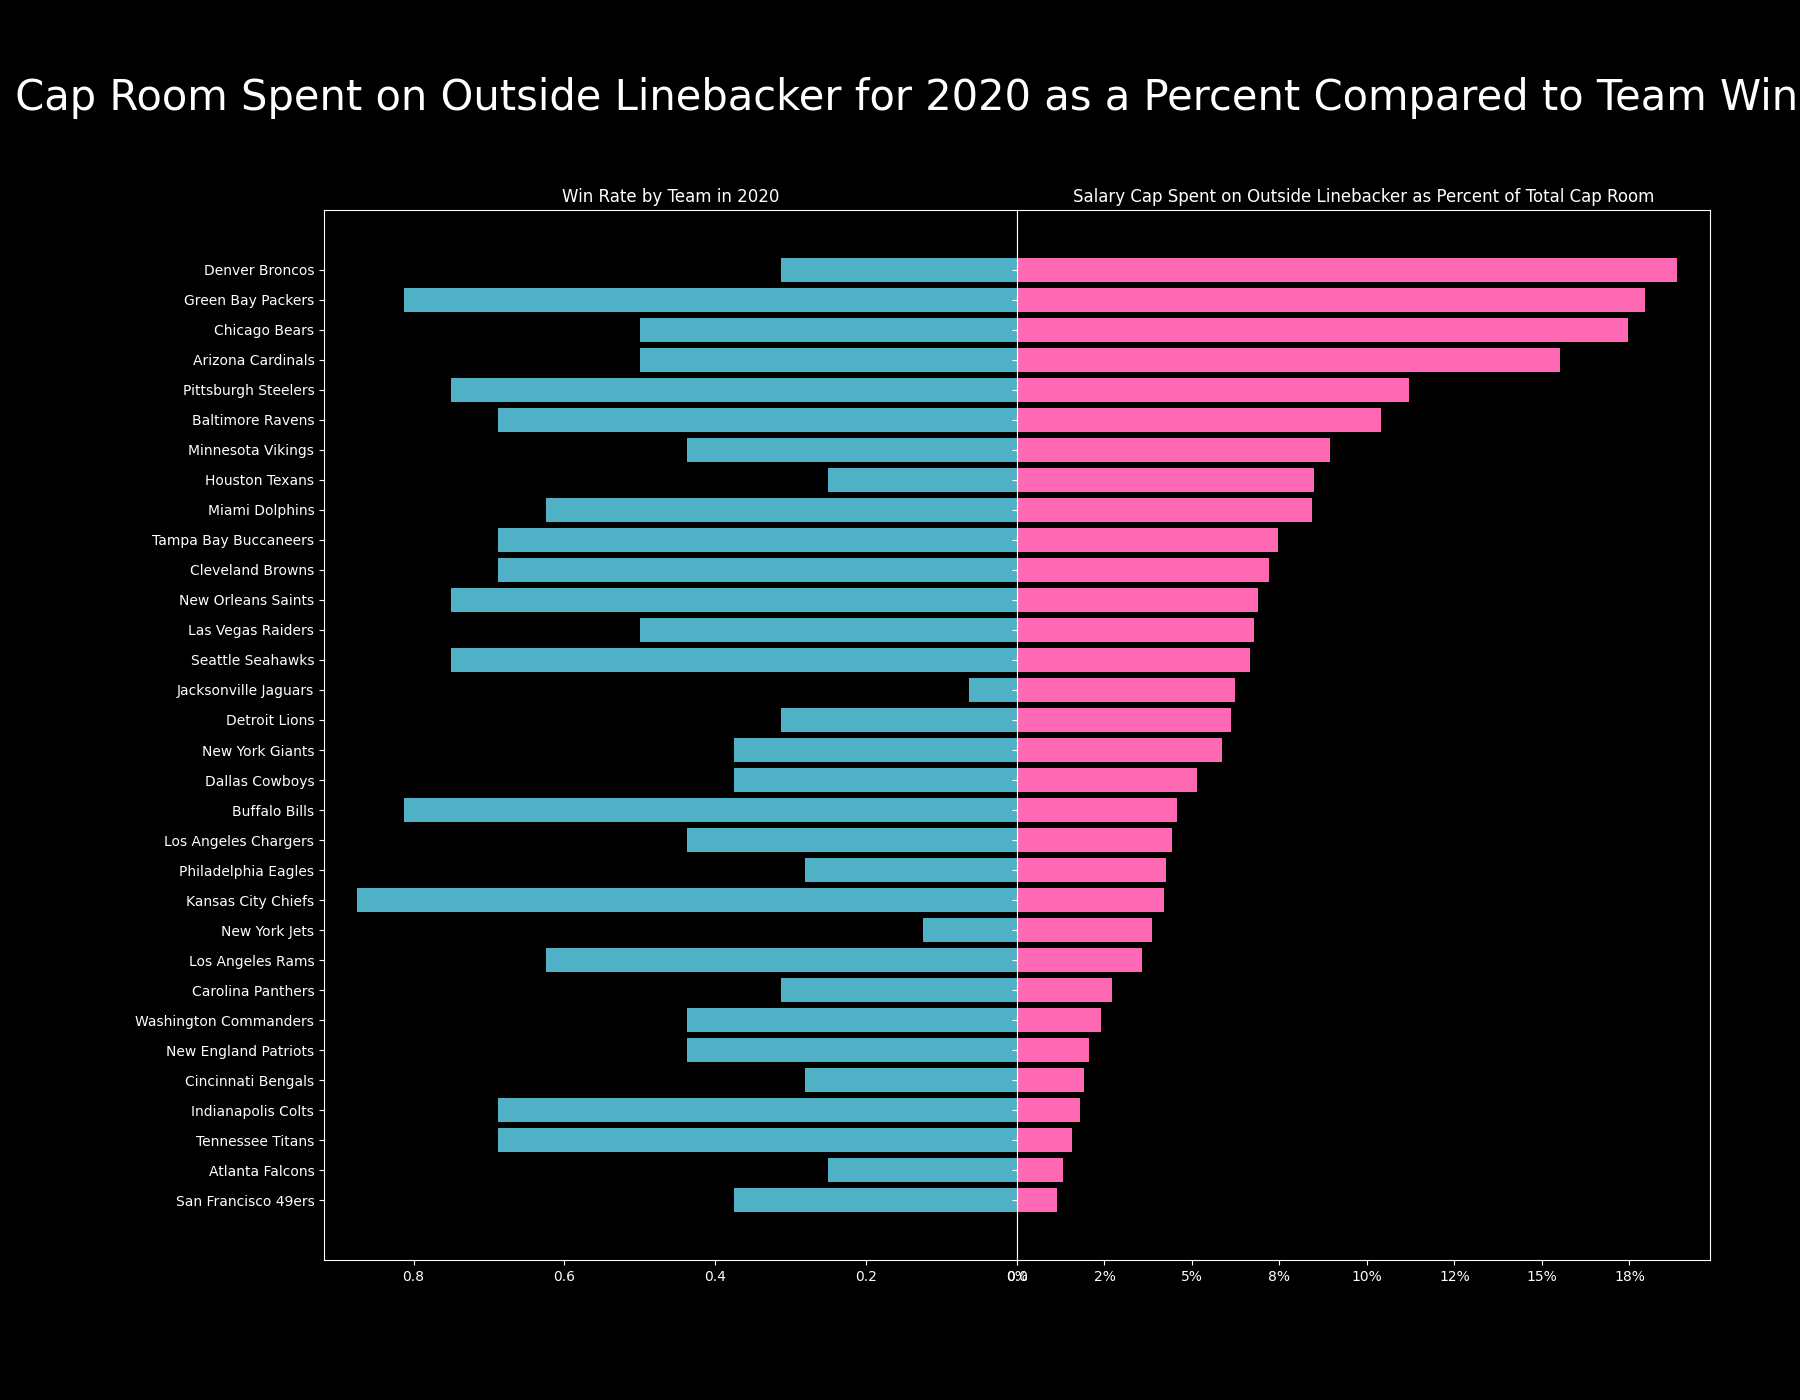 Cap Room Spent on Outside Linebacker for 2020 as a Percent Compared to Team Win
Win Rate by Team in 2020
Salary Cap Spent on Outside Linebacker as Percent of Total Cap Room
Denver Broncos
Green Bay Packers
Chicago Bears
Arizona Cardinals
Pittsburgh Steelers
Baltimore Ravens
Minnesota Vikings
Houston Texans
Miami Dolphins
Tampa Bay Buccaneers
Cleveland Browns
New Orleans Saints
Las Vegas Raiders
Seattle Seahawks
Jacksonville Jaguars
Detroit Lions
New York Giants
Dallas Cowboys
Buffalo Bills
Los Angeles Chargers
Philadelphia Eagles
Kansas City Chiefs
New York Jets
Los Angeles Rams
Carolina Panthers
Washington Commanders
New England Patriots
Cincinnati Bengals
Indianapolis Colts
Tennessee Titans
Atlanta Falcons
San Francisco 49ers
0.8 0.6 0.4 0.2
2% 5% 8% 10% 12% 15% 18%